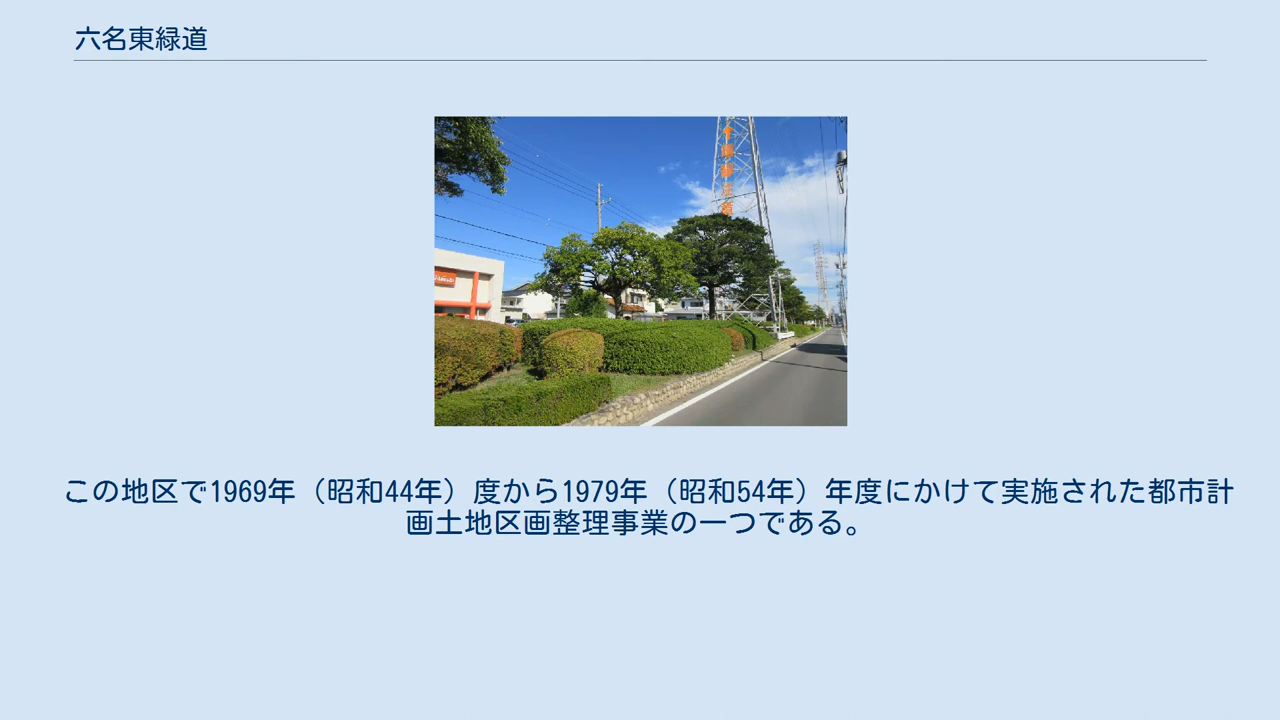 六名東緑道
この地区で1969年（昭和44年）度から1979年（昭和54年）年度にかけて実施された都市計
画土地区画整理事業の一つである。